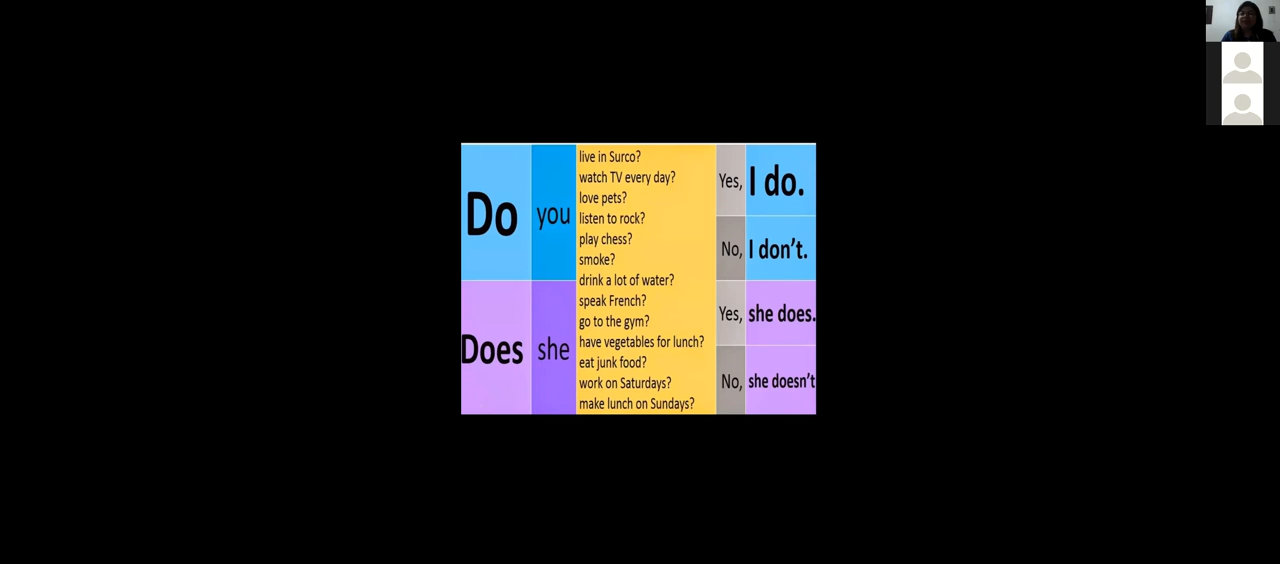 Do
you
live in Surco?
watch TV every day?
love pets?
listen to rock?
play chess?
smoke?
drink a lot of water?
speak French?
go to the gym?
have vegetables for lunch?
eat junk food?
work on Saturdays?
make lunch on Sundays?
Yes, I do.
No, I don't.
Does
she
Yes, she does.
No, she doesn't